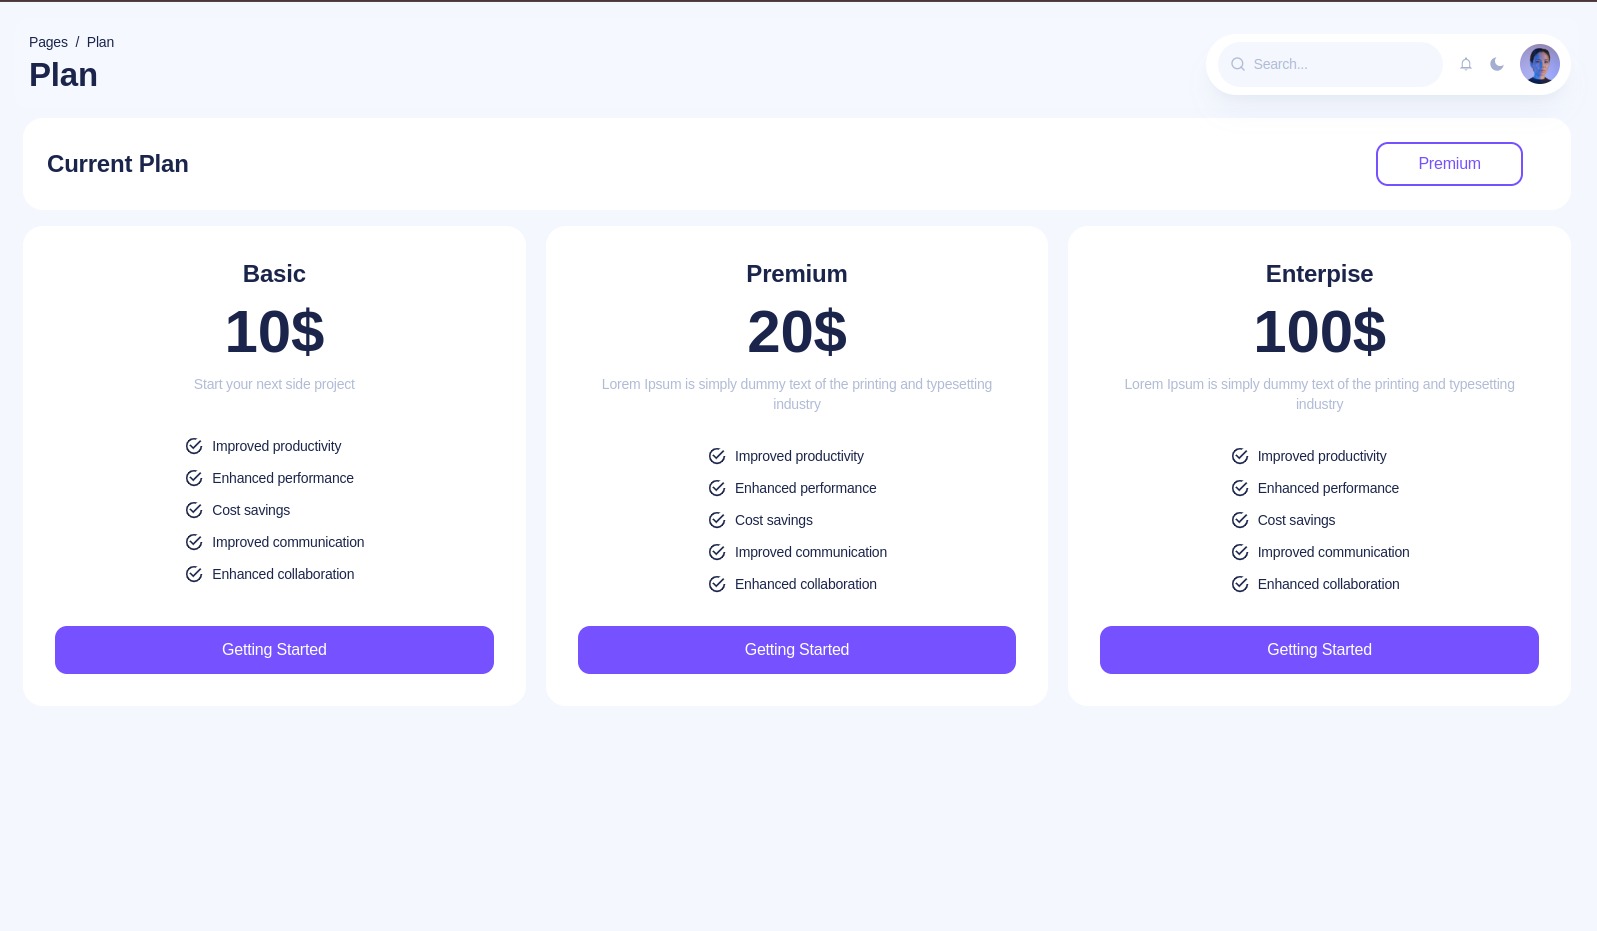 Pages / Plan
Plan
Search...
Current Plan
Premium
Basic
10$
Start your next side project
Improved productivity
Enhanced performance
Cost savings
Improved communication
Enhanced collaboration
Getting Started
Premium
20$
Lorem Ipsum is simply dummy text of the printing and typesetting
industry
Improved productivity
Enhanced performance
Cost savings
Improved communication
Enhanced collaboration
Getting Started
Enterpise
100$
Lorem Ipsum is simply dummy text of the printing and typesetting
industry
Improved productivity
Enhanced performance
Cost savings
Improved communication
Enhanced collaboration
Getting Started